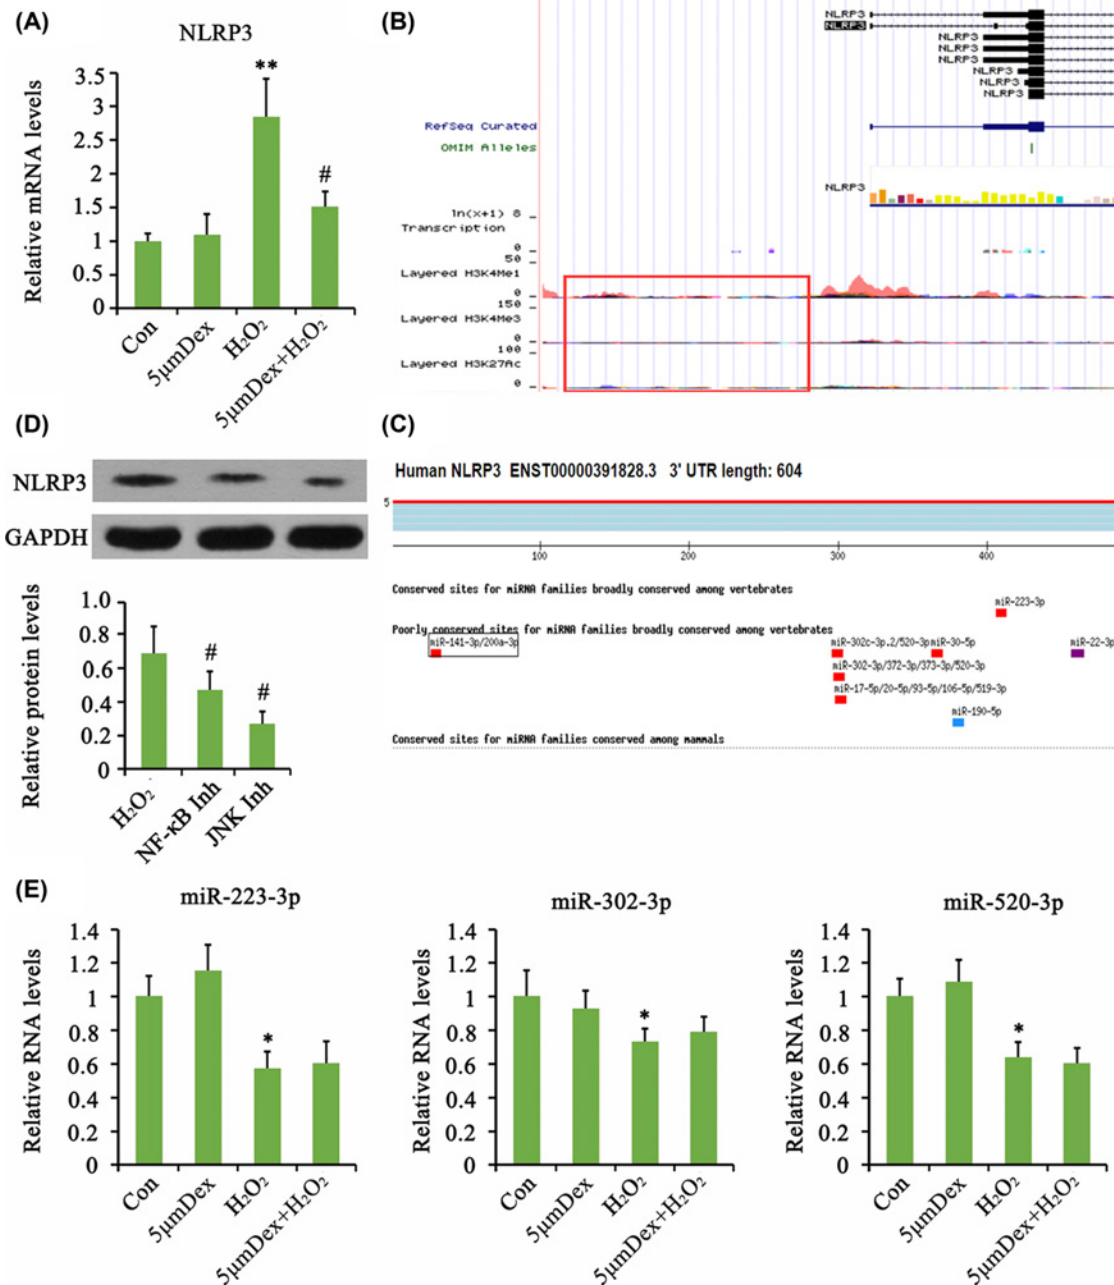 (A)
NLRP3
Relative mRNA levels
3.5
3
2.5
2
1.5
1
0.5
0
**
#
Con
5μmDex
H₂O₂
5μmDex+H₂O₂
(B)
NLRP3
NLRP3
NLRP3
NLRP3
NLRP3
NLRP3
NLRP3
NLRP3
RefSeq Curated
OMIM Alleles
NLRP3
ln(x+1) 8
Transcription
0
50
Layered H3K4Me1
0
150
Layered H3K4Me3
0
100
Layered H3K27Ac
0
(D)
NLRP3
GAPDH
Relative protein levels
1.0
0.8
0.6
0.4
0.2
0
#
#
H₂O₂
NF-κB Inh
JNK Inh
(C)
Human NLRP3 ENST00000391828.3 3' UTR length: 604
5
100 200 300 400
Conserved sites for miRNA families broadly conserved among vertebrates
miR-223-3p
Poorly conserved sites for miRNA families broadly conserved among vertebrates
miR-141-3p/200a-3p miR-302c-3p.2/520-3p miR-30-5p miR-22-3p
miR-302-3p/372-3p/373-3p/520-3p
miR-17-5p/20-5p/93-5p/106-5p/519-3p
miR-190-5p
Conserved sites for miRNA families conserved among mammals
(E)
miR-223-3p
Relative RNA levels
1.4
1.2
1
0.8
0.6
0.4
0.2
0
*
Con
5μmDex
H₂O₂
5μmDex+H₂O₂
miR-302-3p
Relative RNA levels
1.4
1.2
1
0.8
0.6
0.4
0.2
0
*
Con
5μmDex
H₂O₂
5μmDex+H₂O₂
miR-520-3p
Relative RNA levels
1.4
1.2
1
0.8
0.6
0.4
0.2
0
*
Con
5μmDex
H₂O₂
5μmDex+H₂O₂